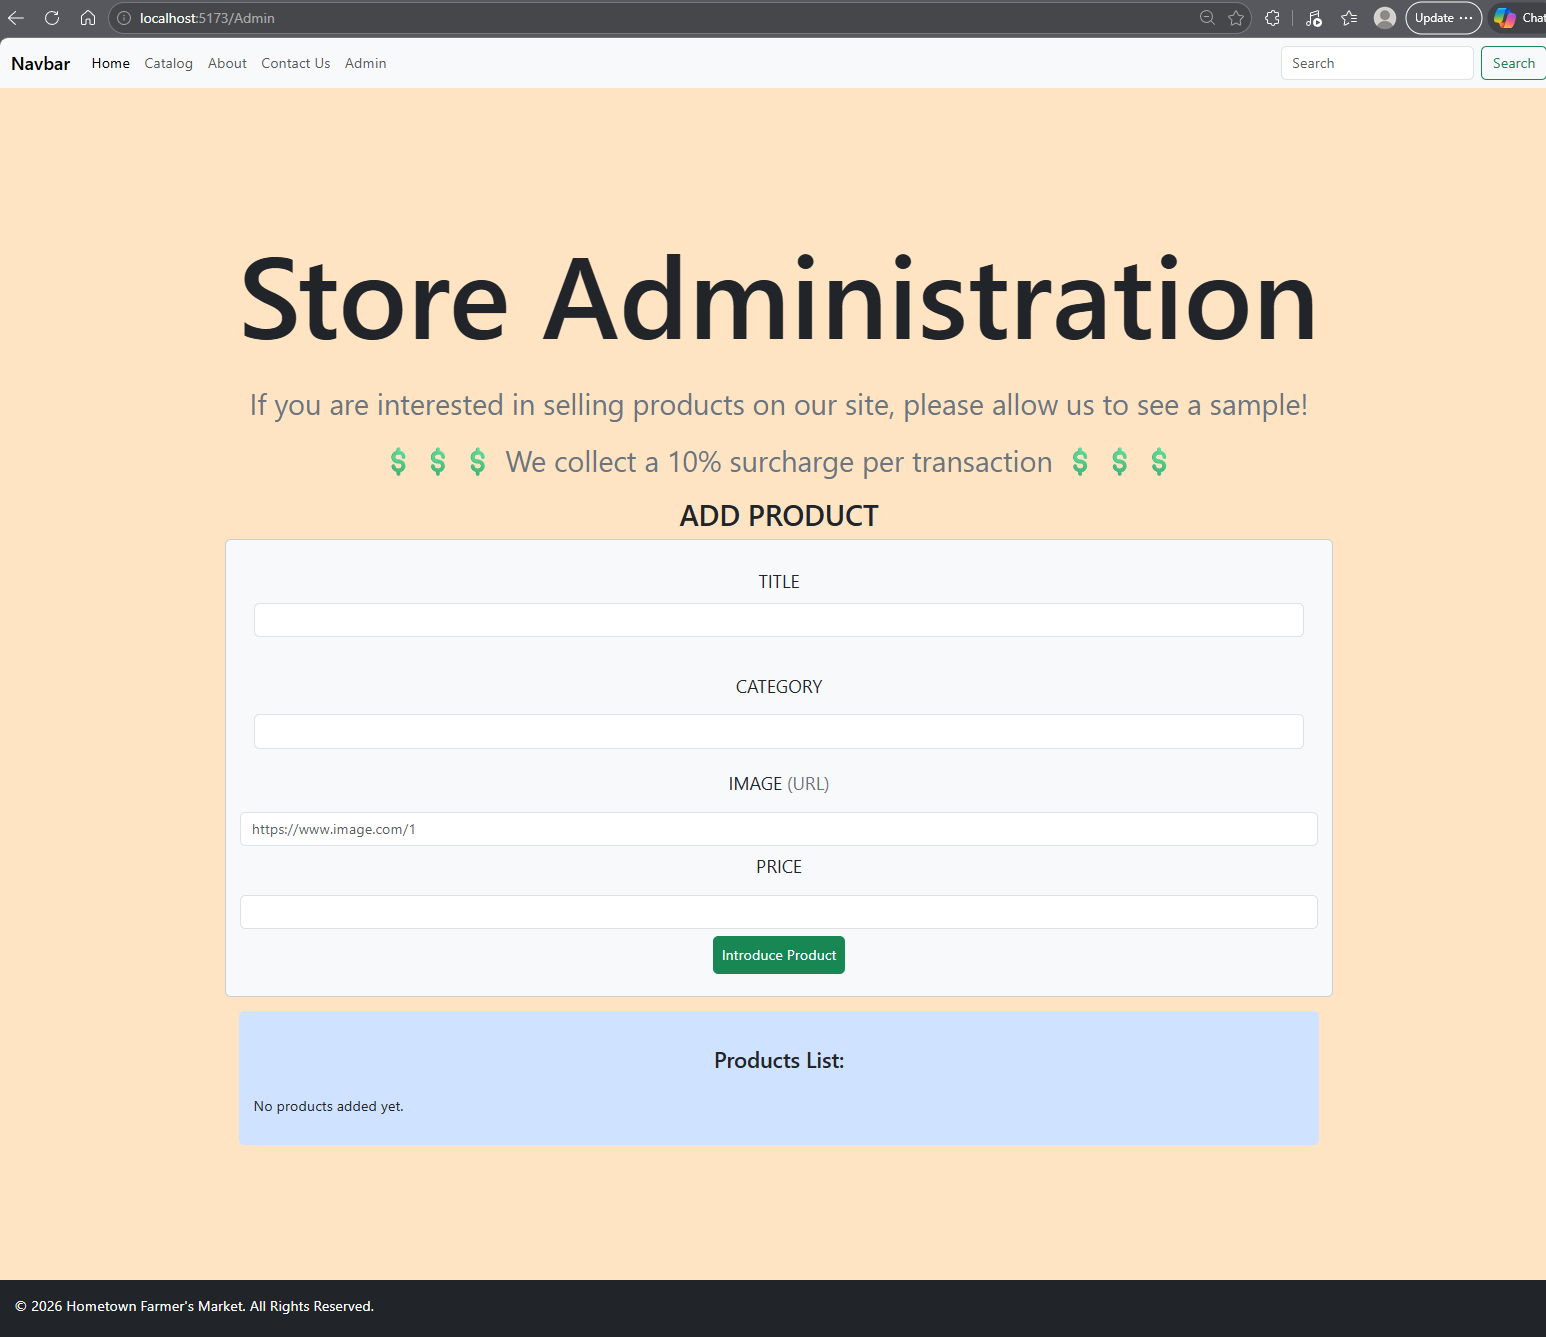 localhost:5173/Admin
Update
Chat
Navbar Home Catalog About Contact Us Admin Search Search
Store Administration
If you are interested in selling products on our site, please allow us to see a sample!
💲 💲 💲 We collect a 10% surcharge per transaction 💲 💲 💲
ADD PRODUCT
TITLE
CATEGORY
IMAGE (URL)
https://www.image.com/1
PRICE
Introduce Product
Products List:
No products added yet.
© 2026 Hometown Farmer's Market. All Rights Reserved.